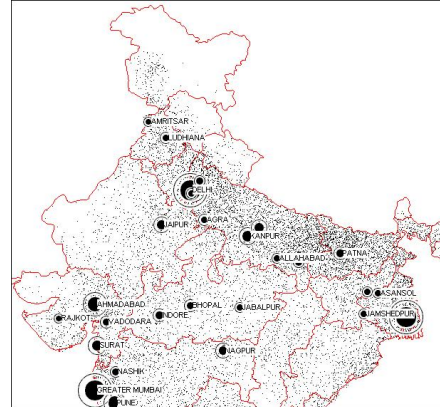 AMRITSAR
LUDHIANA
DELHI
JAIPUR
AGRA
KANPUR
ALLAHABAD
PATNA
AHMADABAD
BHOPAL
JABALPUR
ASANSOL
RAJKOT
VADODARA
INDORE
JAMSHEDPUR
SURAT
NAGPUR
NASHIK
GREATER MUMBAI
PUNE